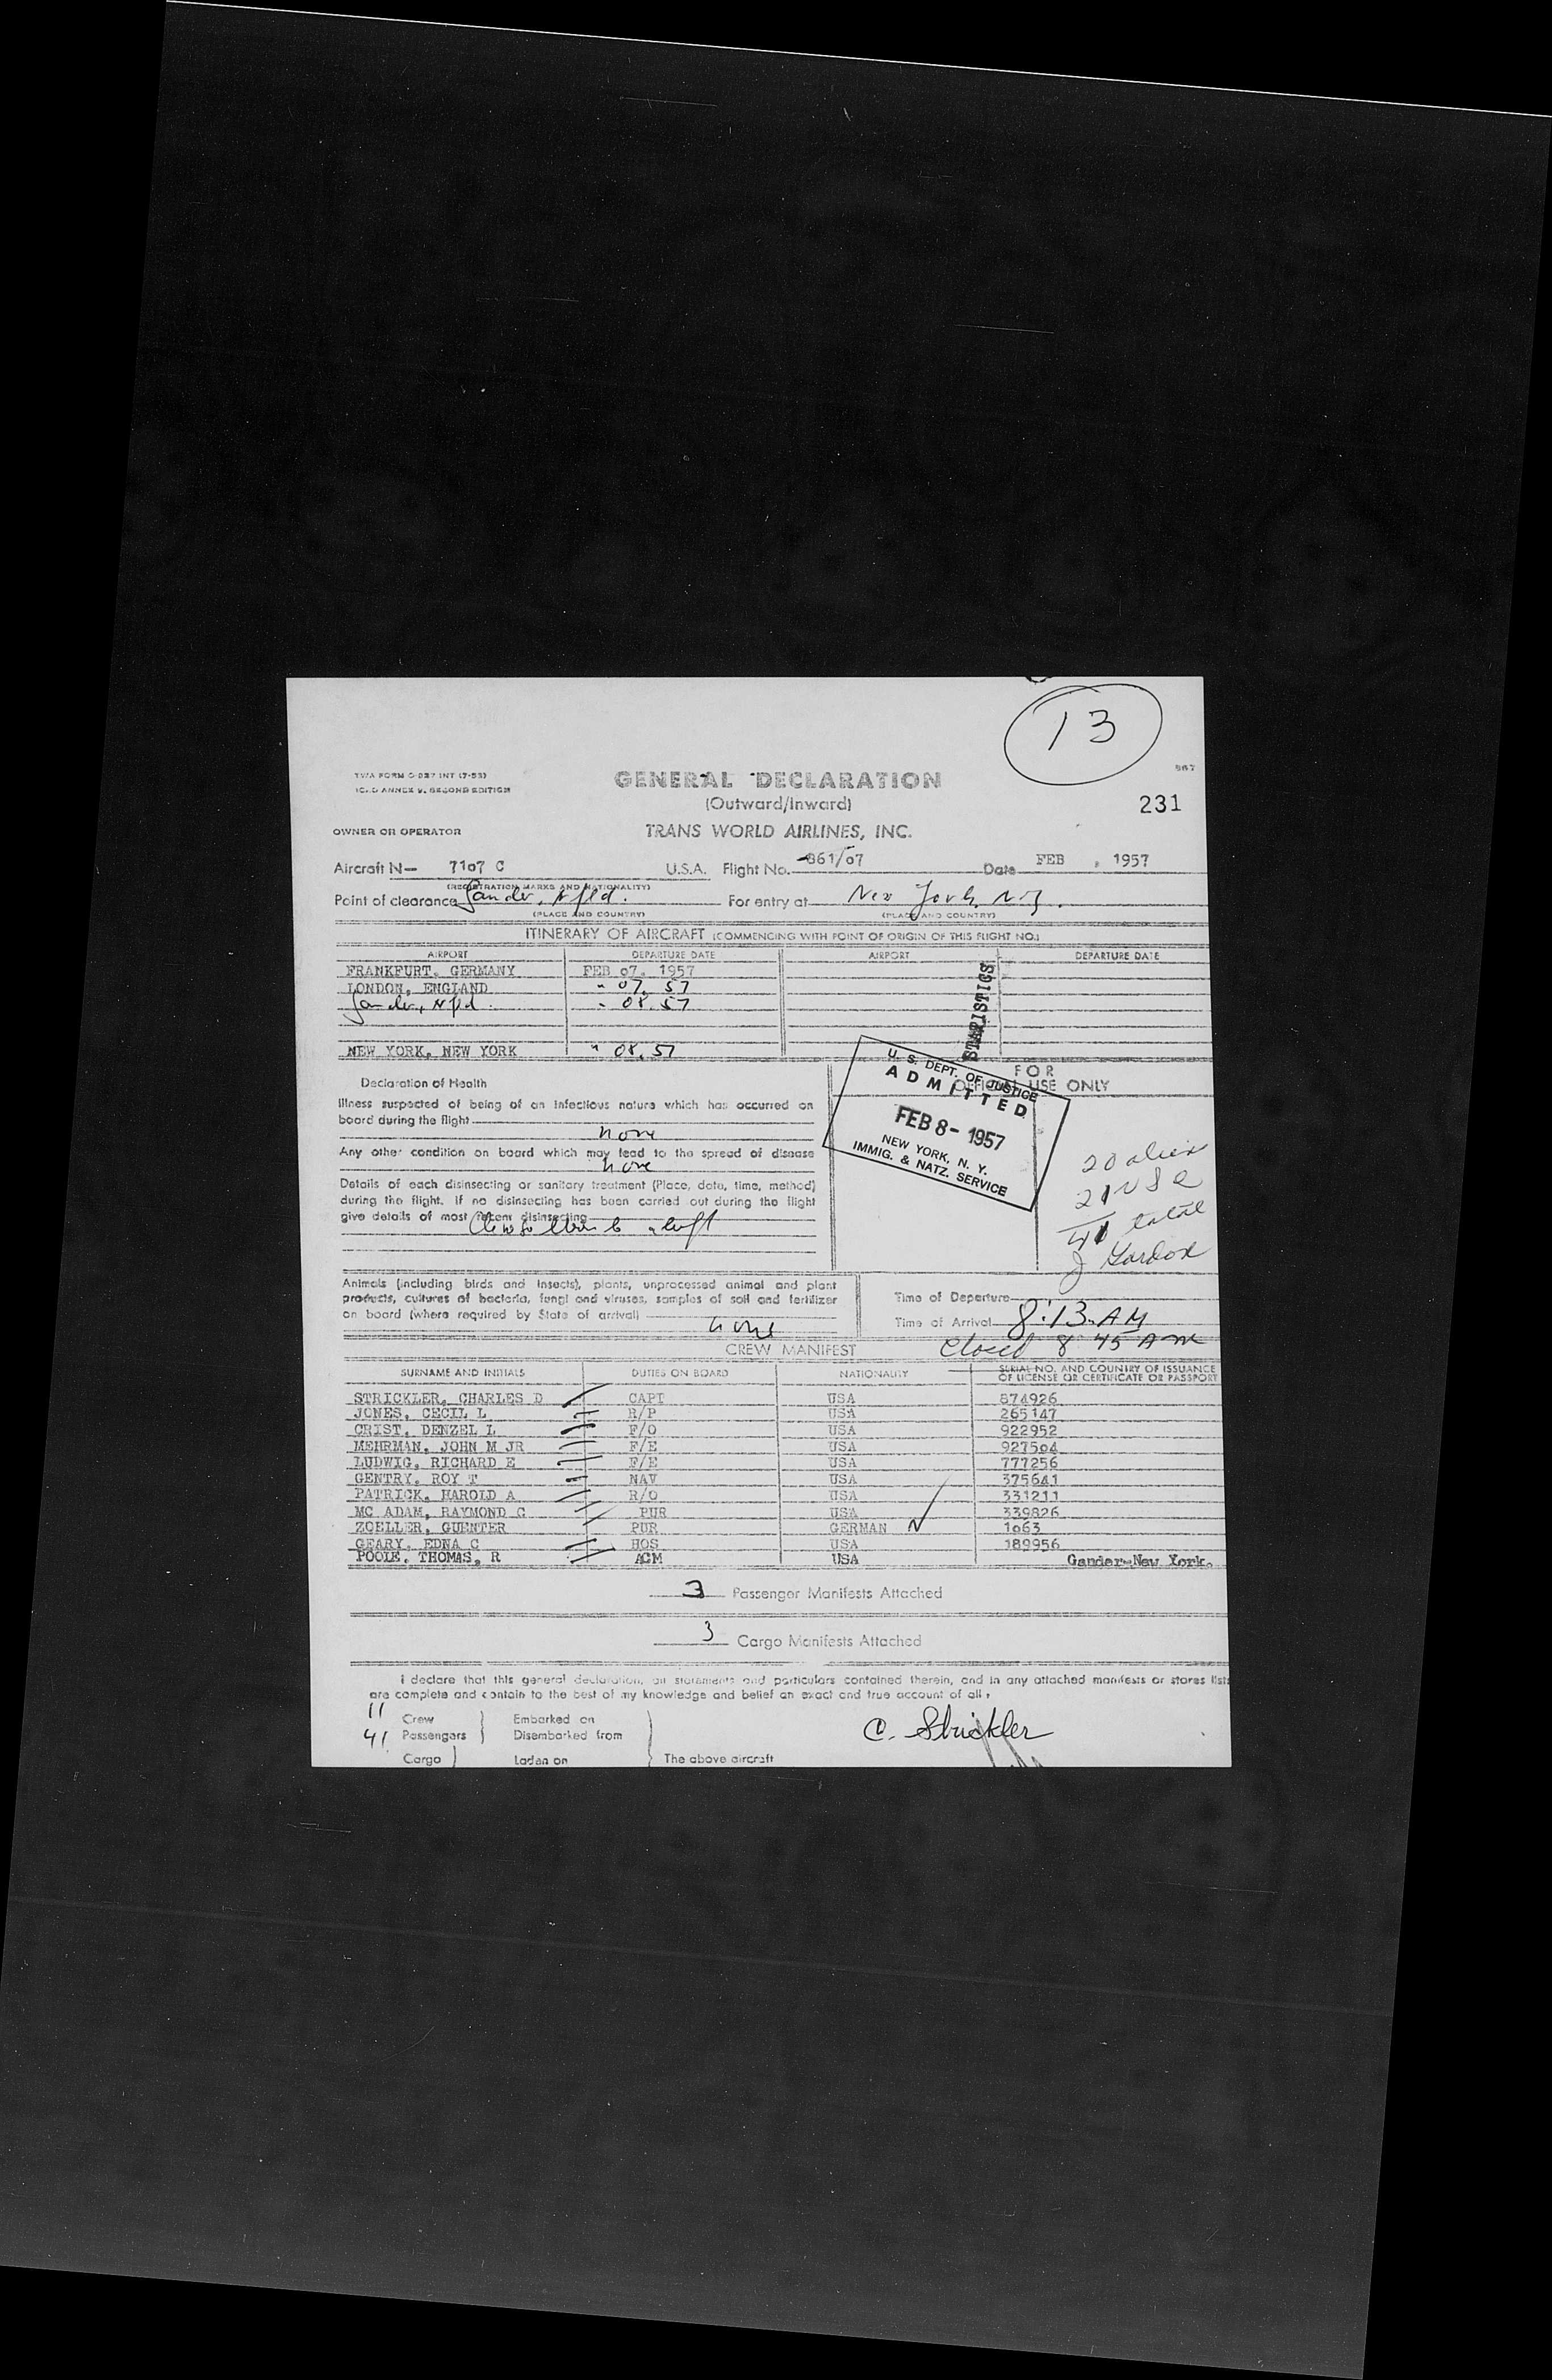 13
TWA FORM C-237 INT (7-53)
ICAO ANNEX 9, SECOND EDITION
GENERAL DECLARATION
(Outward/Inward)
231
OWNER OR OPERATOR
TRANS WORLD AIRLINES, INC.
Aircraft N— 7107 C U.S.A. Flight No. 861/07 Date FEB , 1957
(REGISTRATION MARKS AND NATIONALITY)
Point of clearance Gander, Nfld. For entry at New York, N.Y.
(PLACE AND COUNTRY) (PLACE AND COUNTRY)
ITINERARY OF AIRCRAFT (COMMENCING WITH POINT OF ORIGIN OF THIS FLIGHT NO.)
AIRPORT DEPARTURE DATE AIRPORT DEPARTURE DATE
FRANKFURT, GERMANY FEB 07, 1957
LONDON, ENGLAND " 07. 57
Gander, Nfld. " 08. 57
NEW YORK, NEW YORK " 08. 57
STATISTICS
FOR
OFFICIAL USE ONLY
U. S. DEPT. OF JUSTICE
ADMITTED
FEB 8- 1957
NEW YORK, N. Y.
IMMIG. & NATZ. SERVICE
Declaration of Health
Illness suspected of being of an infectious nature which has occurred on
board during the flight
none
Any other condition on board which may lead to the spread of disease
none
Details of each disinsecting or sanitary treatment (Place, date, time, method)
during the flight. If no disinsecting has been carried out during the flight
give details of most recent disinsecting
20 alien
21 USC
41 total
J Gordon
Animals (including birds and insects), plants, unprocessed animal and plant
products, cultures of bacteria, fungi and viruses, samples of soil and fertilizer
on board (where required by State of arrival)
none
Time of Departure
Time of Arrival 8:13 AM
Closed 8 45 AM
CREW MANIFEST
SURNAME AND INITIALS DUTIES ON BOARD NATIONALITY SERIAL NO. AND COUNTRY OF ISSUANCE
OF LICENSE OR CERTIFICATE OR PASSPORT
STRICKLER, CHARLES D CAPT USA 874926
JONES, CECIL L R/P USA 265147
CRIST, DENZEL L F/O USA 922952
MEHRMAN, JOHN M JR F/E USA 927504
LUDWIG, RICHARD E F/E USA 777256
GENTRY, ROY T NAV USA 375641
PATRICK, HAROLD A R/O USA 331211
MC ADAM, RAYMOND C PUR USA 339826
ZOELLER, GUENTER PUR GERMAN 1063
GEARY, EDNA C HOS USA 189956
POOLE, THOMAS, R ACM USA Gander-New York.
3 Passenger Manifests Attached
3 Cargo Manifests Attached
I declare that this general declaration, all statements and particulars contained therein, and in any attached manifests or stores lists
are complete and contain to the best of my knowledge and belief an exact and true account of all :
11 Crew Embarked on
41 Passengers Disembarked from
Cargo Laden on The above aircraft
C. Strickler